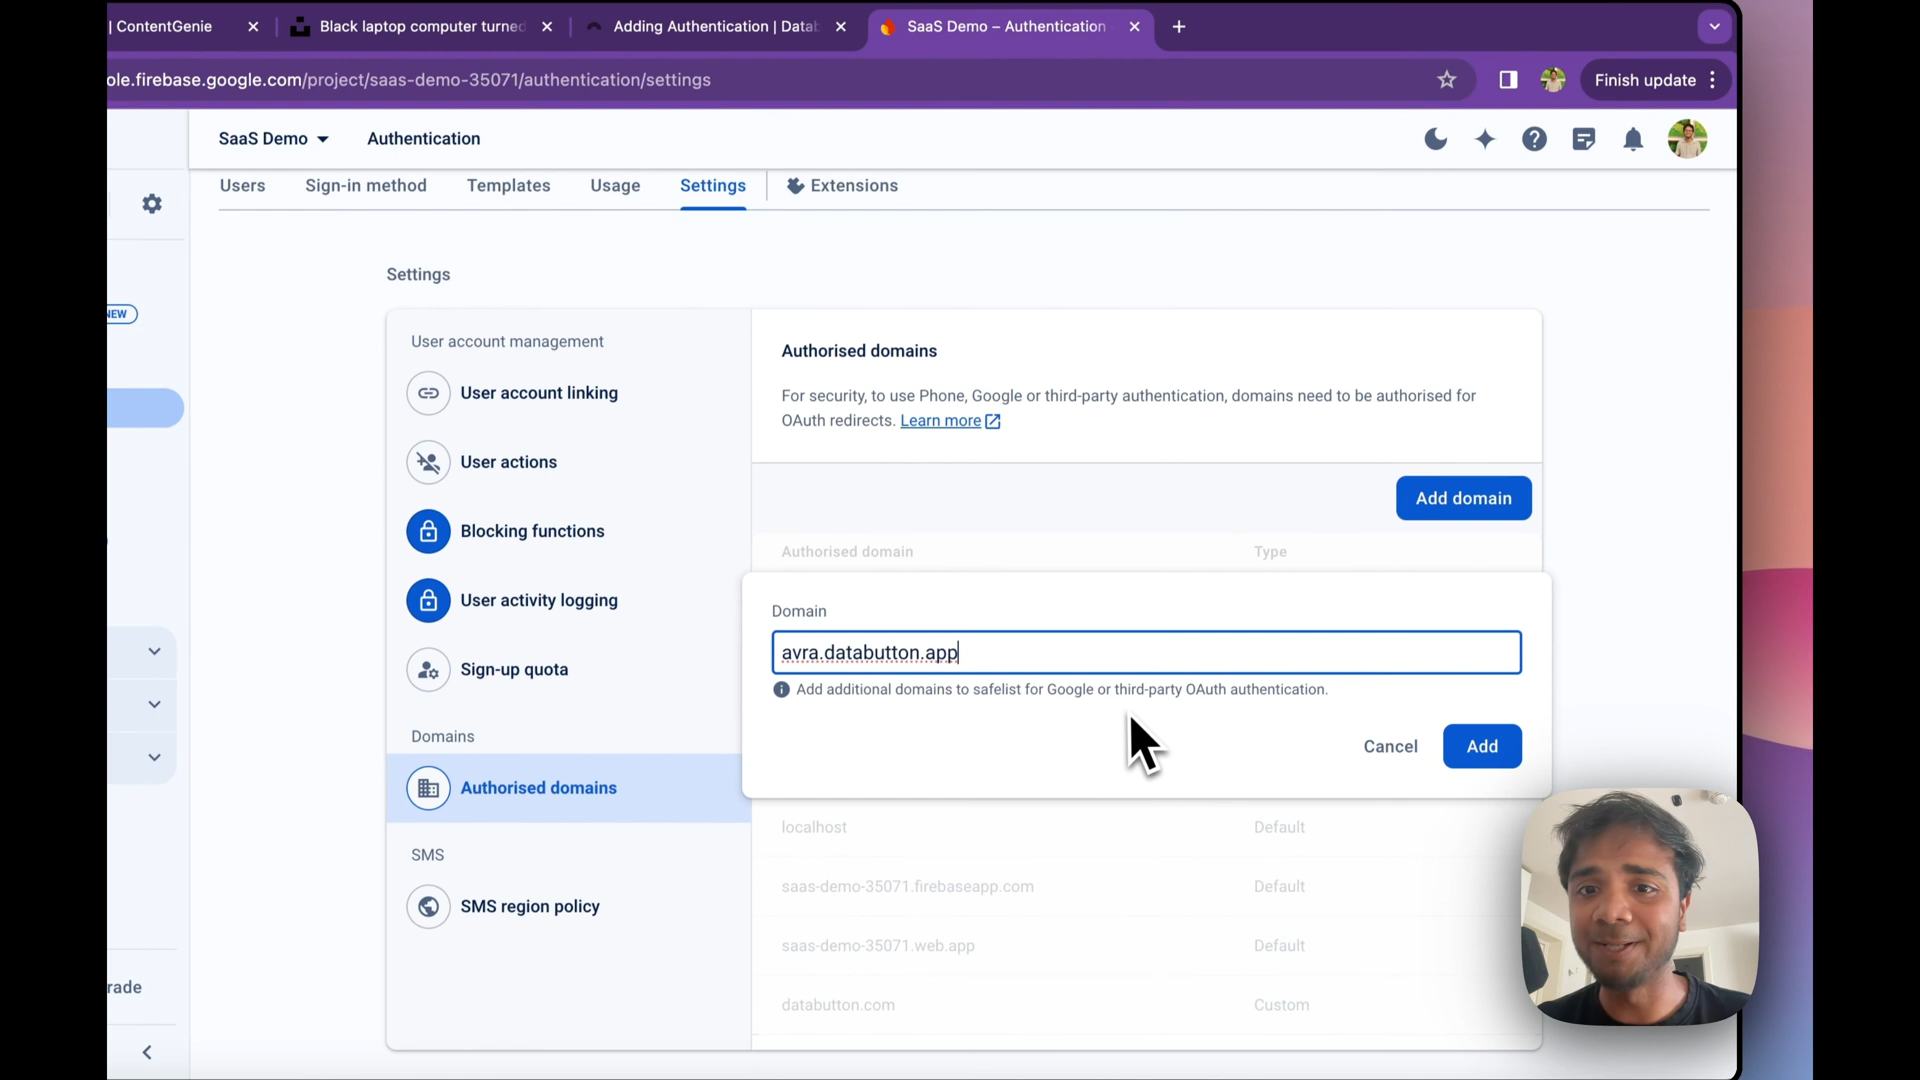 | ContentGenie
Black laptop computer turned
Adding Authentication | Datab
SaaS Demo – Authentication
ole.firebase.google.com/project/saas-demo-35071/authentication/settings
Finish update
SaaS Demo
Authentication
Users
Sign-in method
Templates
Usage
Settings
Extensions
NEW
Settings
User account management
User account linking
User actions
Blocking functions
User activity logging
Sign-up quota
Domains
Authorised domains
SMS
SMS region policy
rade
Authorised domains
For security, to use Phone, Google or third-party authentication, domains need to be authorised for
OAuth redirects. Learn more
Add domain
Authorised domain
Type
Domain
avra.databutton.app
Add additional domains to safelist for Google or third-party OAuth authentication.
Cancel
Add
localhost
Default
saas-demo-35071.firebaseapp.com
Default
saas-demo-35071.web.app
Default
databutton.com
Custom